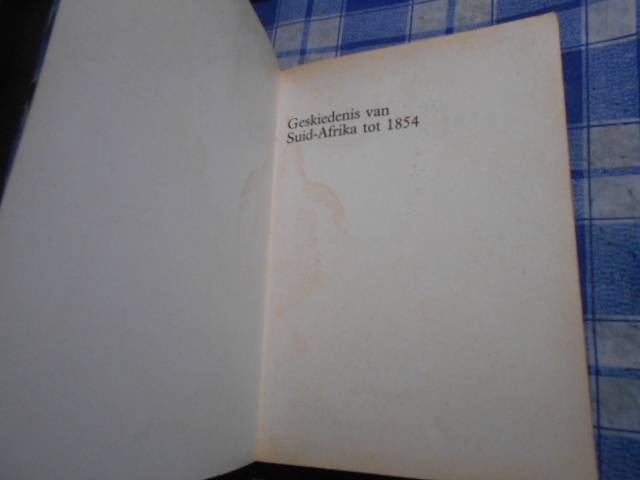 Geskiedenis van
Suid-Afrika tot 1854